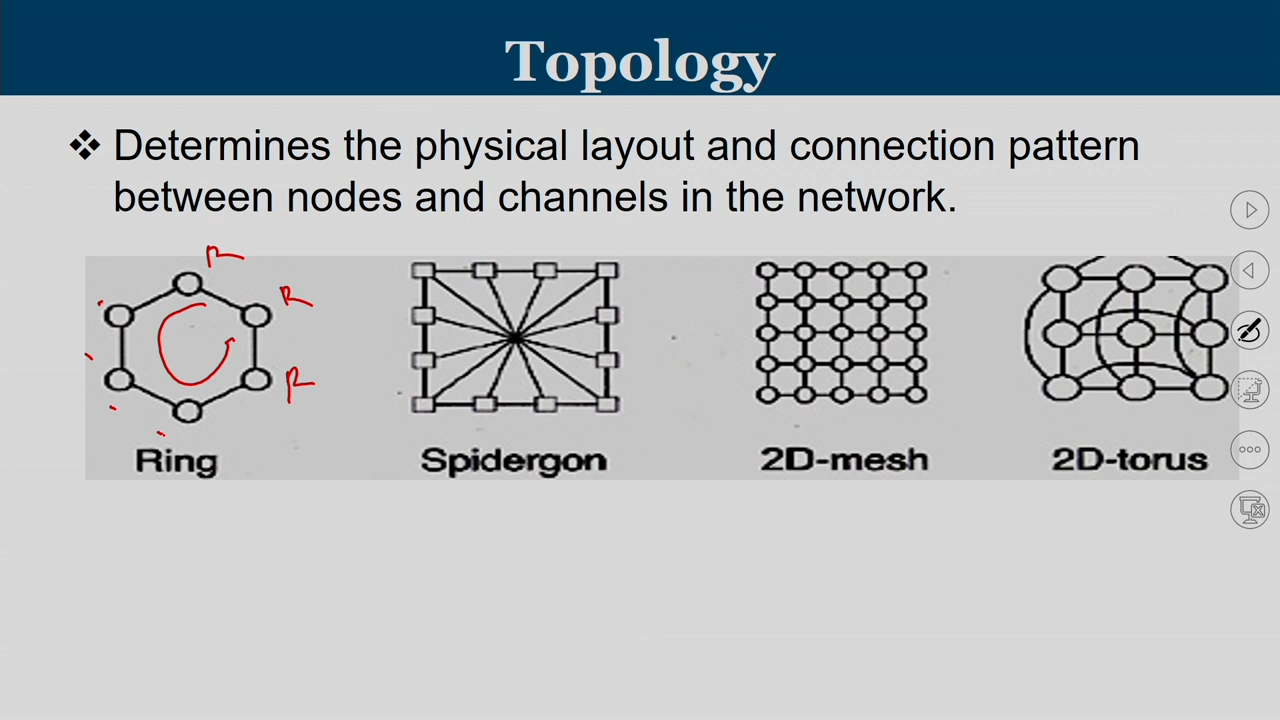 Topology
❖ Determines the physical layout and connection pattern
between nodes and channels in the network.
R
R
R
Ring
Spidergon
2D-mesh
2D-torus